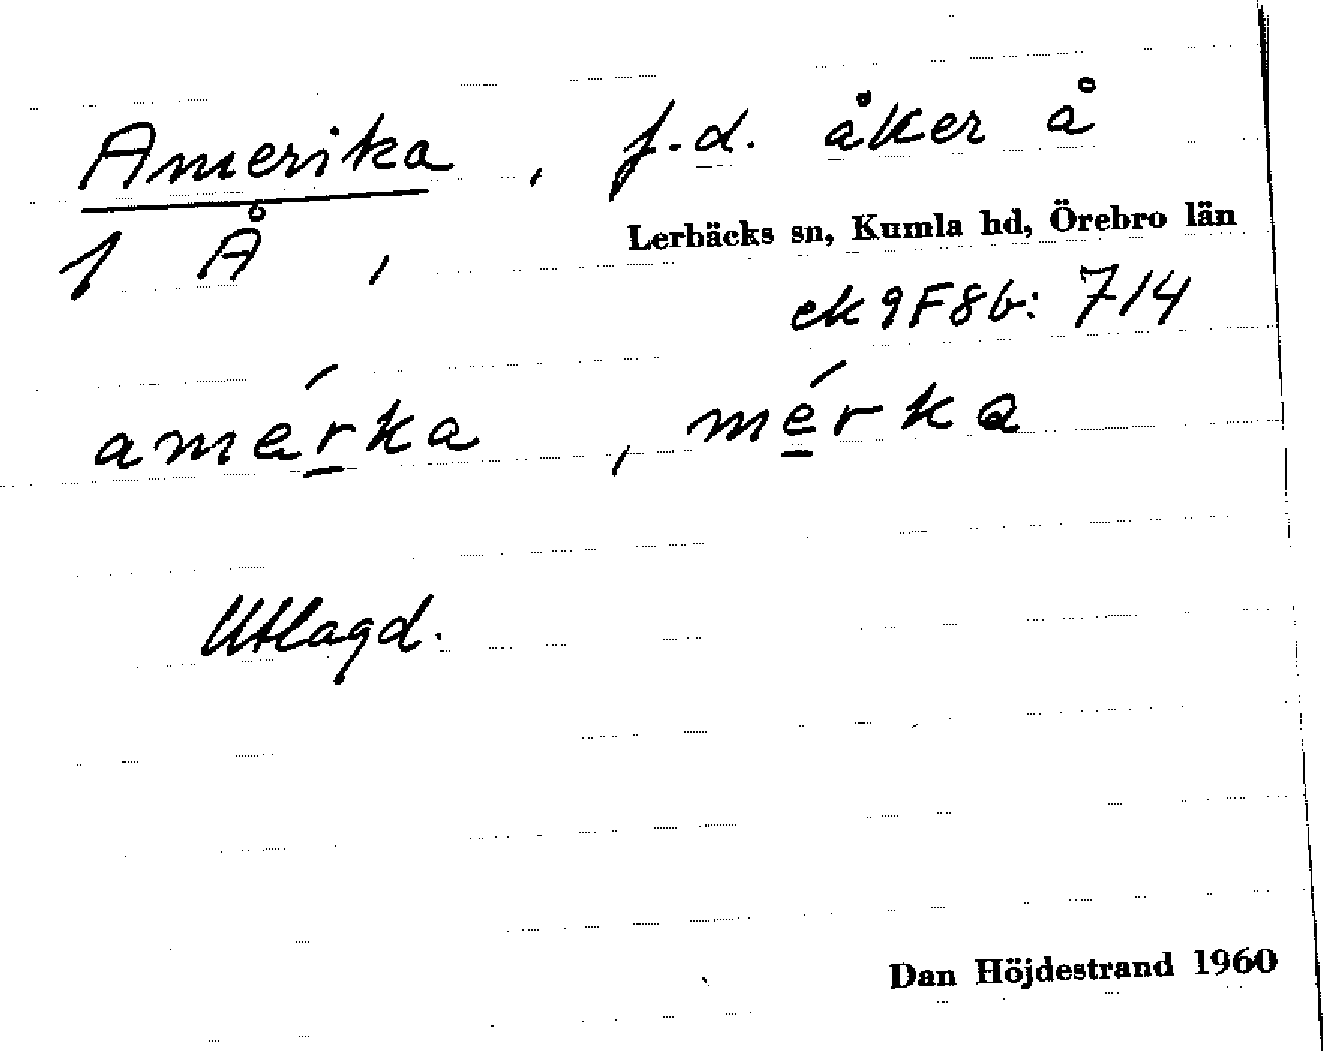 Amerika, f.d. åker å
1 Å,
Lerbäcks sn, Kumla hd, Örebro län
ek 9F8b: 714
amérka, mérka
Utlagd.
Dan Höjdestrand 1960